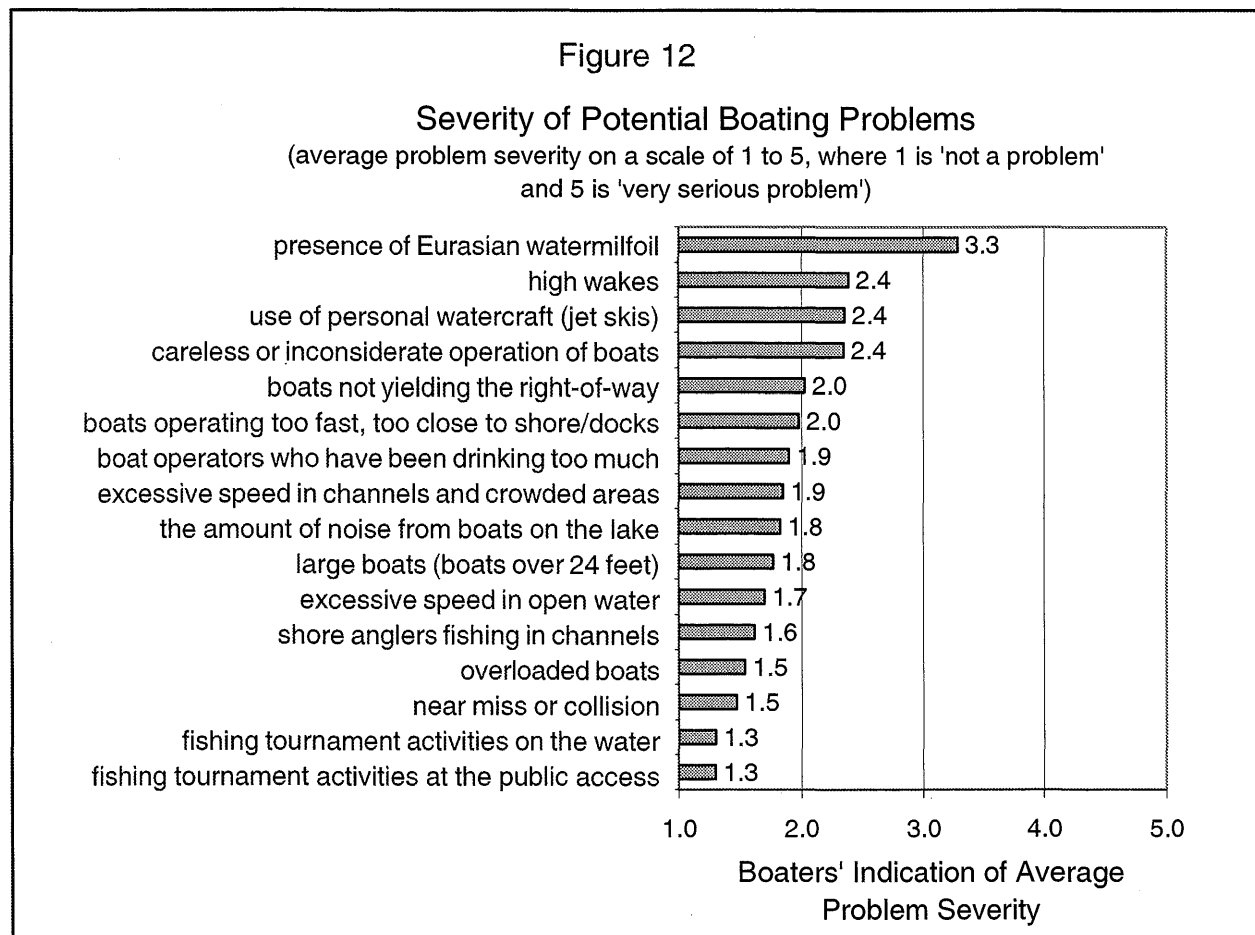 Figure 12
Severity of Potential Boating Problems
(average problem severity on a scale of 1 to 5, where 1 is 'not a problem'
and 5 is 'very serious problem')
presence of Eurasian watermilfoil 3.3
high wakes 2.4
use of personal watercraft (jet skis) 2.4
careless or inconsiderate operation of boats 2.4
boats not yielding the right-of-way 2.0
boats operating too fast, too close to shore/docks 2.0
boat operators who have been drinking too much 1.9
excessive speed in channels and crowded areas 1.9
the amount of noise from boats on the lake 1.8
large boats (boats over 24 feet) 1.8
excessive speed in open water 1.7
shore anglers fishing in channels 1.6
overloaded boats 1.5
near miss or collision 1.5
fishing tournament activities on the water 1.3
fishing tournament activities at the public access 1.3
1.0 2.0 3.0 4.0 5.0
Boaters' Indication of Average
Problem Severity